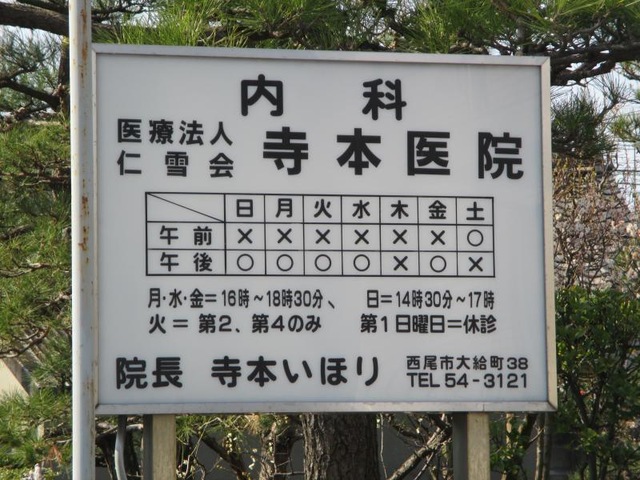 内科
医療法人
仁雪会
寺本医院
日 月 火 水 木 金 土
午前 × × × × × × ○
午後 ○ ○ ○ ○ × ○ ×
月・水・金＝16時～18時30分、 日＝14時30分～17時
火＝第2、第4のみ 第1日曜日＝休診
院長 寺本いほり
西尾市大給町38
TEL 54-3121